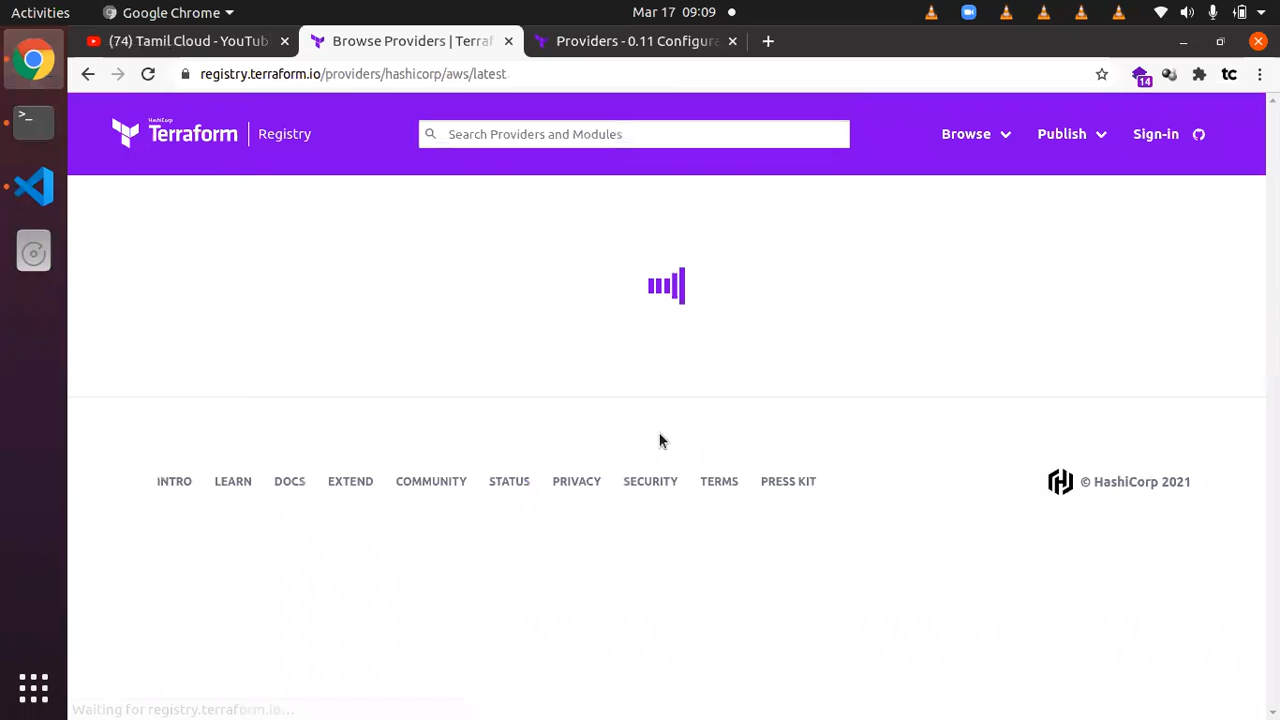 Activities
Google Chrome
Mar 17 09:09
(74) Tamil Cloud - YouTub
Browse Providers | Terraf
Providers - 0.11 Configura
registry.terraform.io/providers/hashicorp/aws/latest
14
tc
HashiCorp
Terraform
Registry
Search Providers and Modules
Browse
Publish
Sign-in
INTRO
LEARN
DOCS
EXTEND
COMMUNITY
STATUS
PRIVACY
SECURITY
TERMS
PRESS KIT
© HashiCorp 2021
Waiting for registry.terraform.io...